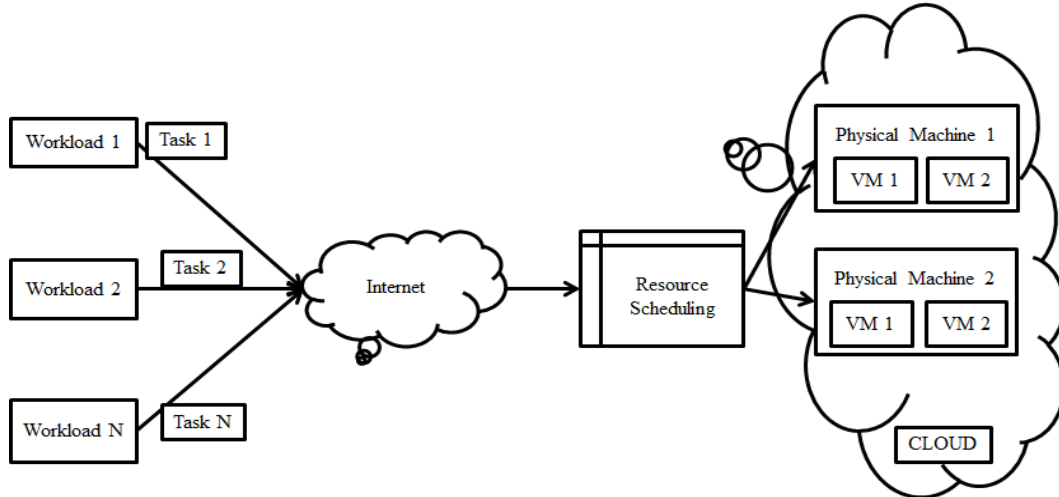 Workload 1
Task 1
Workload 2
Task 2
Workload N
Task N
Internet
Resource
Scheduling
Physical Machine 1
VM 1
VM 2
Physical Machine 2
VM 1
VM 2
CLOUD